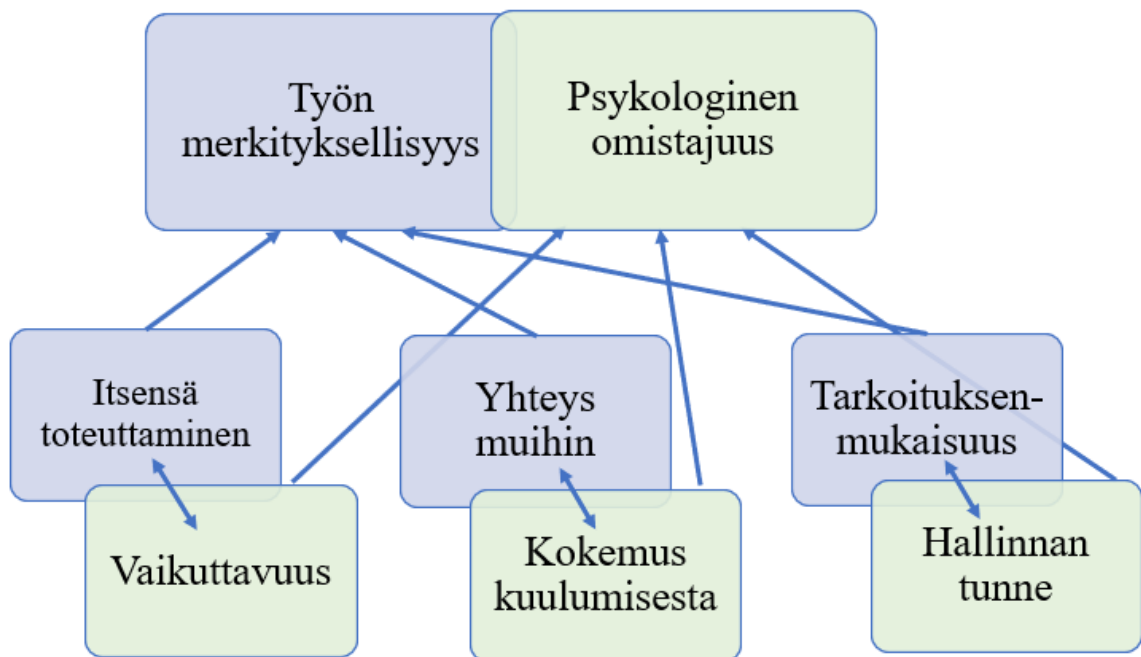 Työn
merkityksellisyys
Psykologinen
omistajuus
Itsensä
toteuttaminen
Yhteys
muihin
Tarkoituksen-
mukaisuus
Vaikuttavuus
Kokemus
kuulumisesta
Hallinnan
tunne